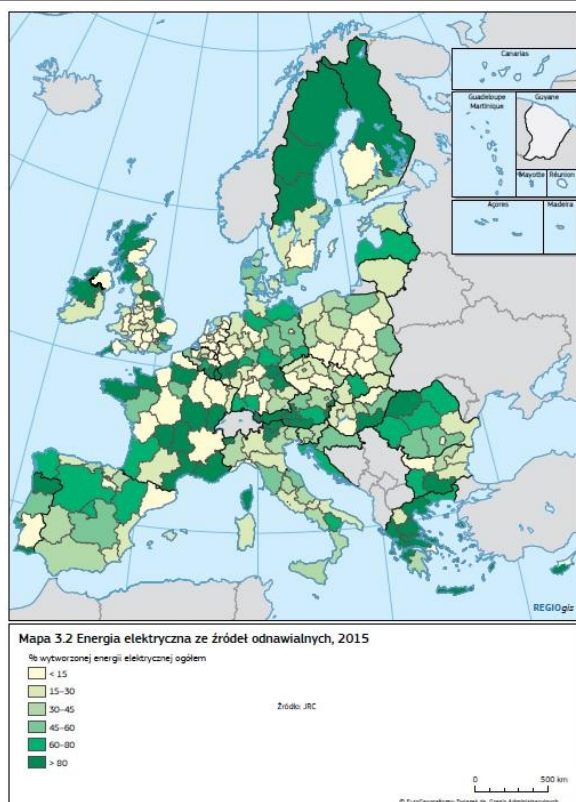 Canarias
Guadeloupe
Martinique
Guyane
Mayotte
Réunion
Açores
Madeira
REGIOgis
Mapa 3.2 Energia elektryczna ze źródeł odnawialnych, 2015
% wytworzonej energii elektrycznej ogółem
< 15
15–30
30–45
45–60
60–80
> 80
Źródło: JRC
0 500 km